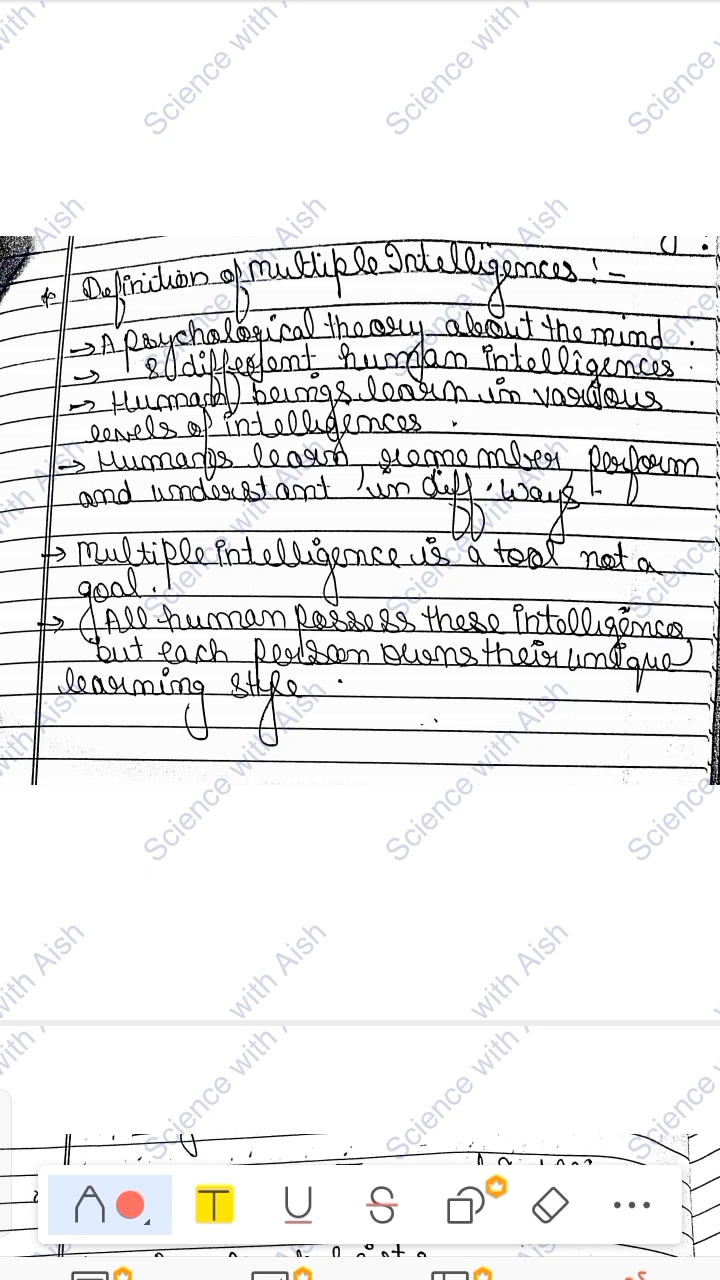 Science with Aish
Definition of multiple Intelligences :-
→ A psychological theory about the mind.
→ 8 different human intelligences.
→ Human beings learn in various
levels of intelligences.
→ Humans learn, remember, perform
and understant in diff. ways.
→ multiple intelligence is a tool not a
goal.
→ All human possess these intelligences
but each person owns their unique
learning style.